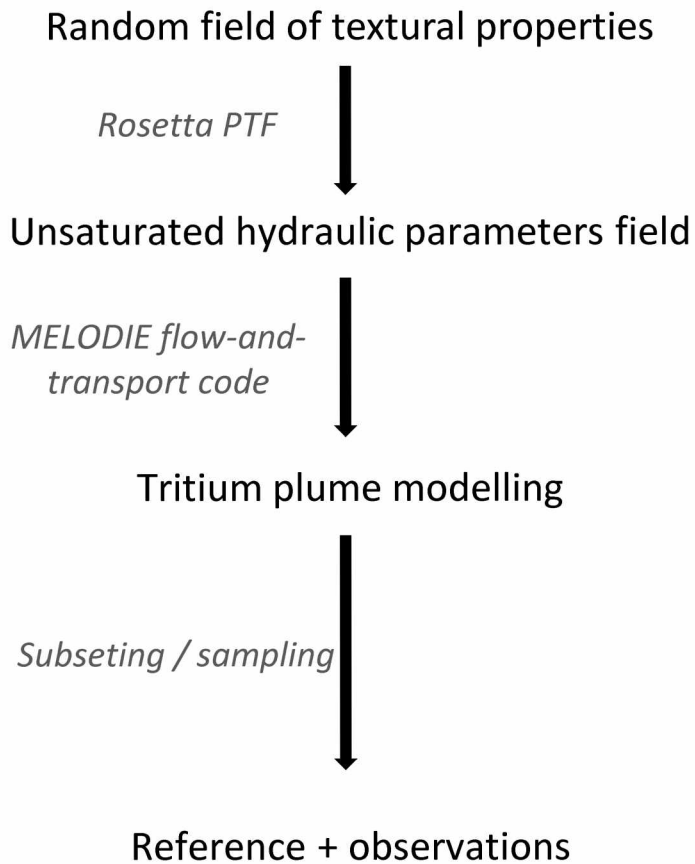 Random field of textural properties
Rosetta PTF
Unsaturated hydraulic parameters field
MELODIE flow-and-
transport code
Tritium plume modelling
Subseting / sampling
Reference + observations